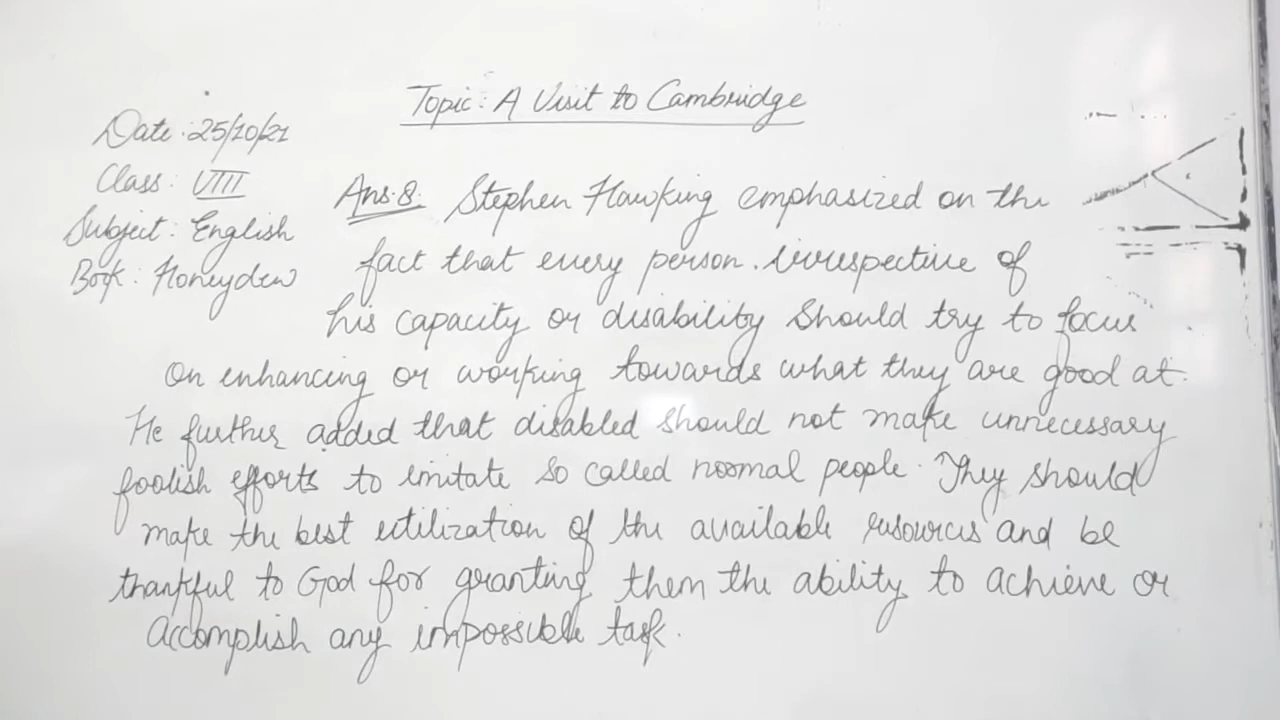 Topic: A Visit to Cambridge
Date: 25/10/21
Class: VIII
Subject: English
Book: Honeydew
Ans.8. Stephen Hawking emphasized on the
fact that every person. irrespective of
his capacity or disability should try to focus
on enhancing or working towards what they are good at.
He further added that disabled should not make unnecessary
foolish efforts to imitate so called normal people. They should
make the best utilization of the available resources and be
thankful to God for granting them the ability to achieve or
accomplish any impossible task.